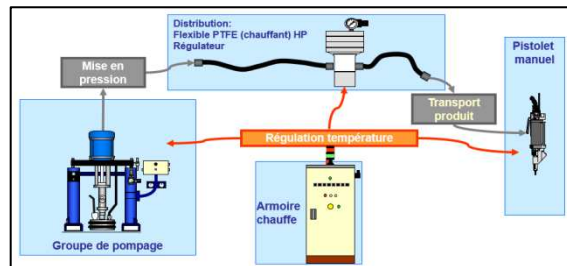 Distribution:
Flexible PTFE (chauffant) HP
Régulateur
Pistolet
manuel
Mise en
pression
Transport
produit
Régulation température
Armoire
chauffe
Groupe de pompage